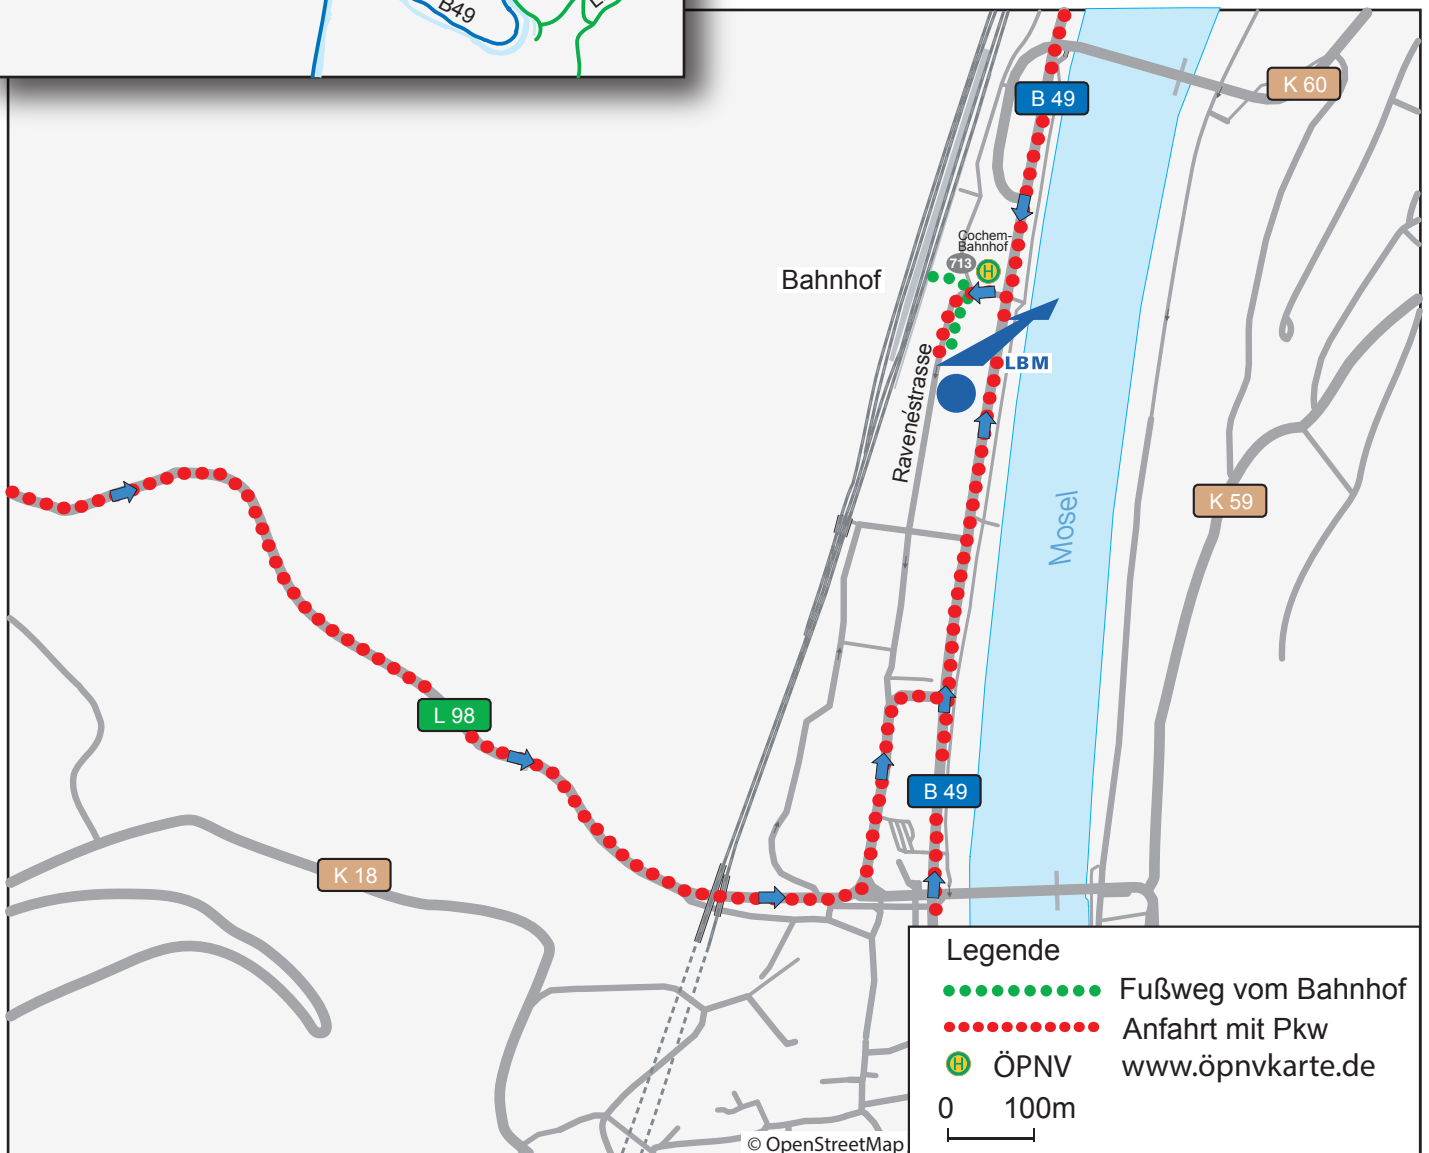 B49
K 60
B 49
Cochem-
Bahnhof
713
H
Bahnhof
LBM
Ravenéstrasse
Mosel
K 59
L 98
B 49
K 18
Legende
Fußweg vom Bahnhof
Anfahrt mit Pkw
H ÖPNV www.öpnvkarte.de
0 100m
© OpenStreetMap